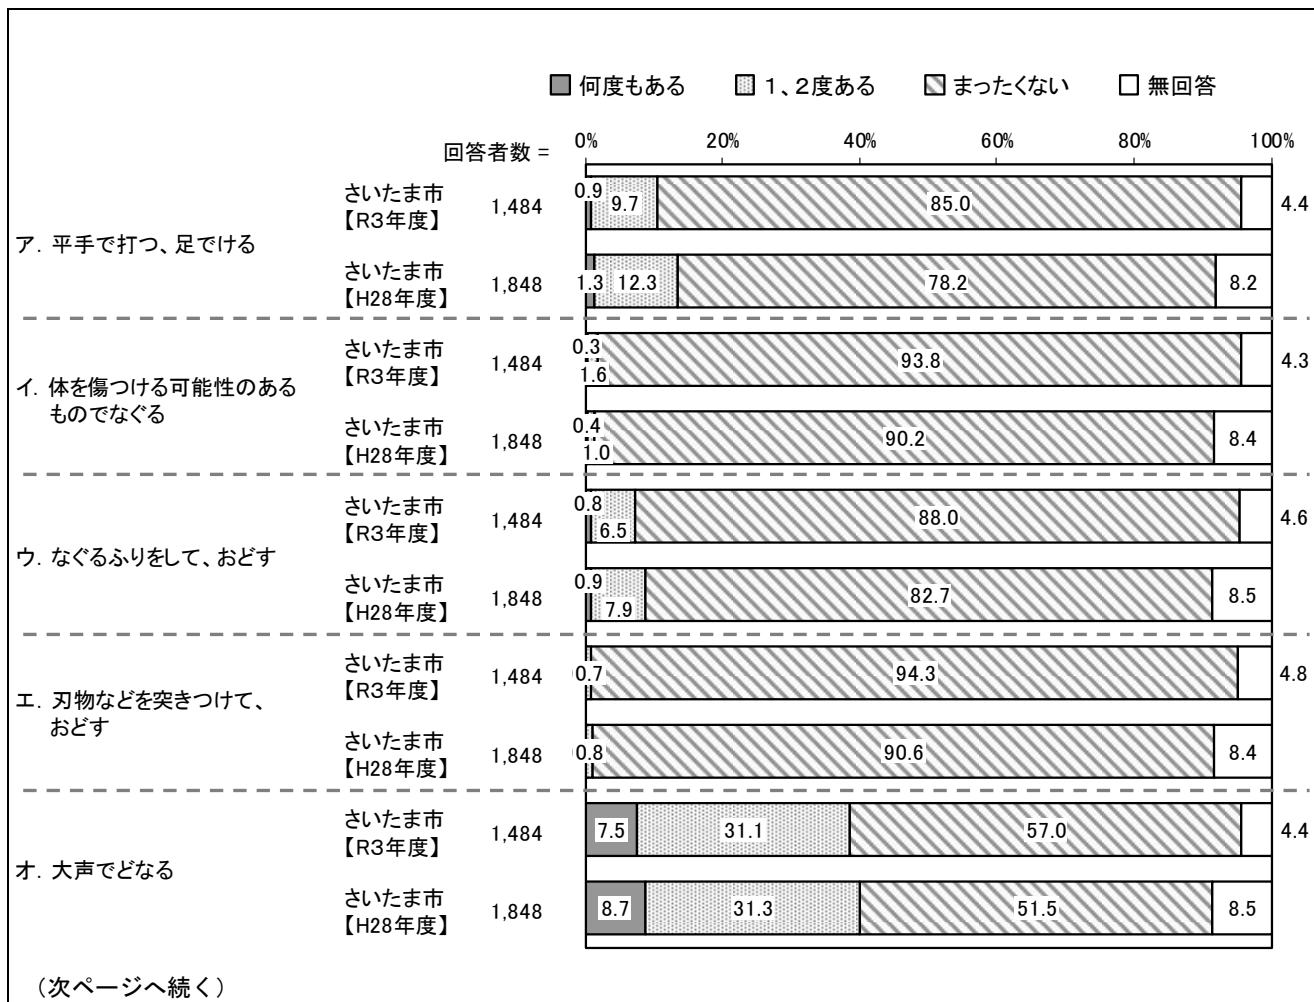 何度もある　１、２度ある　まったくない　無回答
回答者数 = 0% 20% 40% 60% 80% 100%
ア．平手で打つ、足でける
さいたま市
【R3年度】 1,484 0.9 9.7 85.0 4.4
さいたま市
【H28年度】 1,848 1.3 12.3 78.2 8.2
イ．体を傷つける可能性のある
ものでなぐる
さいたま市
【R3年度】 1,484 0.3 1.6 93.8 4.3
さいたま市
【H28年度】 1,848 0.4 1.0 90.2 8.4
ウ．なぐるふりをして、おどす
さいたま市
【R3年度】 1,484 0.8 6.5 88.0 4.6
さいたま市
【H28年度】 1,848 0.9 7.9 82.7 8.5
エ．刃物などを突きつけて、
おどす
さいたま市
【R3年度】 1,484 0.7 94.3 4.8
さいたま市
【H28年度】 1,848 0.8 90.6 8.4
オ．大声でどなる
さいたま市
【R3年度】 1,484 7.5 31.1 57.0 4.4
さいたま市
【H28年度】 1,848 8.7 31.3 51.5 8.5
（次ページへ続く）